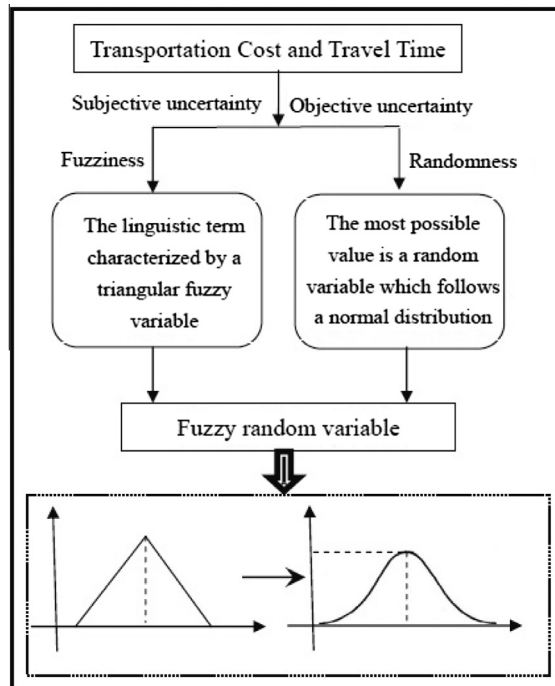 Transportation Cost and Travel Time
Subjective uncertainty
Objective uncertainty
Fuzziness
Randomness
The linguistic term
characterized by a
triangular fuzzy
variable
The most possible
value is a random
variable which follows
a normal distribution
Fuzzy random variable